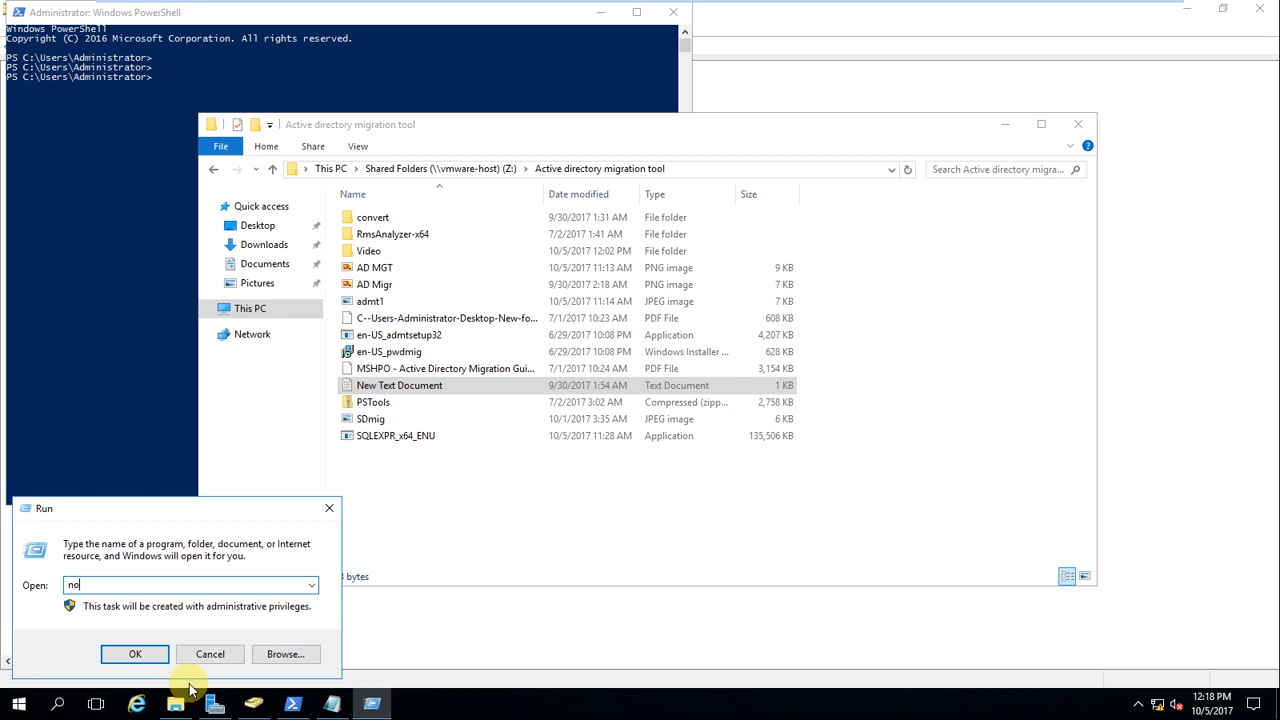 Administrator: Windows PowerShell
Windows PowerShell
Copyright (C) 2016 Microsoft Corporation. All rights reserved.
PS C:\Users\Administrator>
PS C:\Users\Administrator>
PS C:\Users\Administrator>
Active directory migration tool
File Home Share View
This PC > Shared Folders (\\vmware-host) (Z:) > Active directory migration tool
Search Active directory migra...
Name Date modified Type Size
Quick access
Desktop
Downloads
Documents
Pictures
This PC
Network
convert 9/30/2017 1:31 AM File folder
RmsAnalyzer-x64 7/2/2017 1:41 AM File folder
Video 10/5/2017 12:02 PM File folder
AD MGT 10/5/2017 11:13 AM PNG image 9 KB
AD Migr 9/30/2017 2:18 AM PNG image 7 KB
admt1 10/5/2017 11:14 AM JPEG image 7 KB
C--Users-Administrator-Desktop-New-fo... 7/1/2017 10:23 AM PDF File 608 KB
en-US_admtsetup32 6/29/2017 10:08 PM Application 4,207 KB
en-US_pwdmig 6/29/2017 10:08 PM Windows Installer ... 628 KB
MSHPO - Active Directory Migration Gui... 7/1/2017 10:24 AM PDF File 3,154 KB
New Text Document 9/30/2017 1:54 AM Text Document 1 KB
PSTools 7/2/2017 3:02 AM Compressed (zipp... 2,758 KB
SDmig 10/1/2017 3:35 AM JPEG image 6 KB
SQLEXPR_x64_ENU 10/5/2017 11:28 AM Application 135,506 KB
bytes
Run
Type the name of a program, folder, document, or Internet
resource, and Windows will open it for you.
Open: no
This task will be created with administrative privileges.
OK Cancel Browse...
12:18 PM
10/5/2017